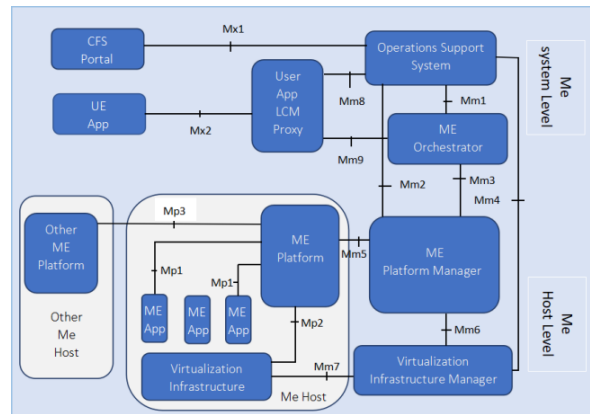 CFS
Portal
Mx1
Operations Support
System
Me
system Level
UE
App
Mx2
User
App
LCM
Proxy
Mm8
Mm1
Mm9
ME
Orchestrator
Mm2
Mm3
Mm4
Other
ME
Platform
Mp3
ME
Platform
Mm5
ME
Platform Manager
Mp1
Mp1
ME
App
ME
App
ME
App
Mp2
Other
Me
Host
Mm6
Me
Host Level
Virtualization
Infrastructure
Mm7
Me Host
Virtualization
Infrastructure Manager